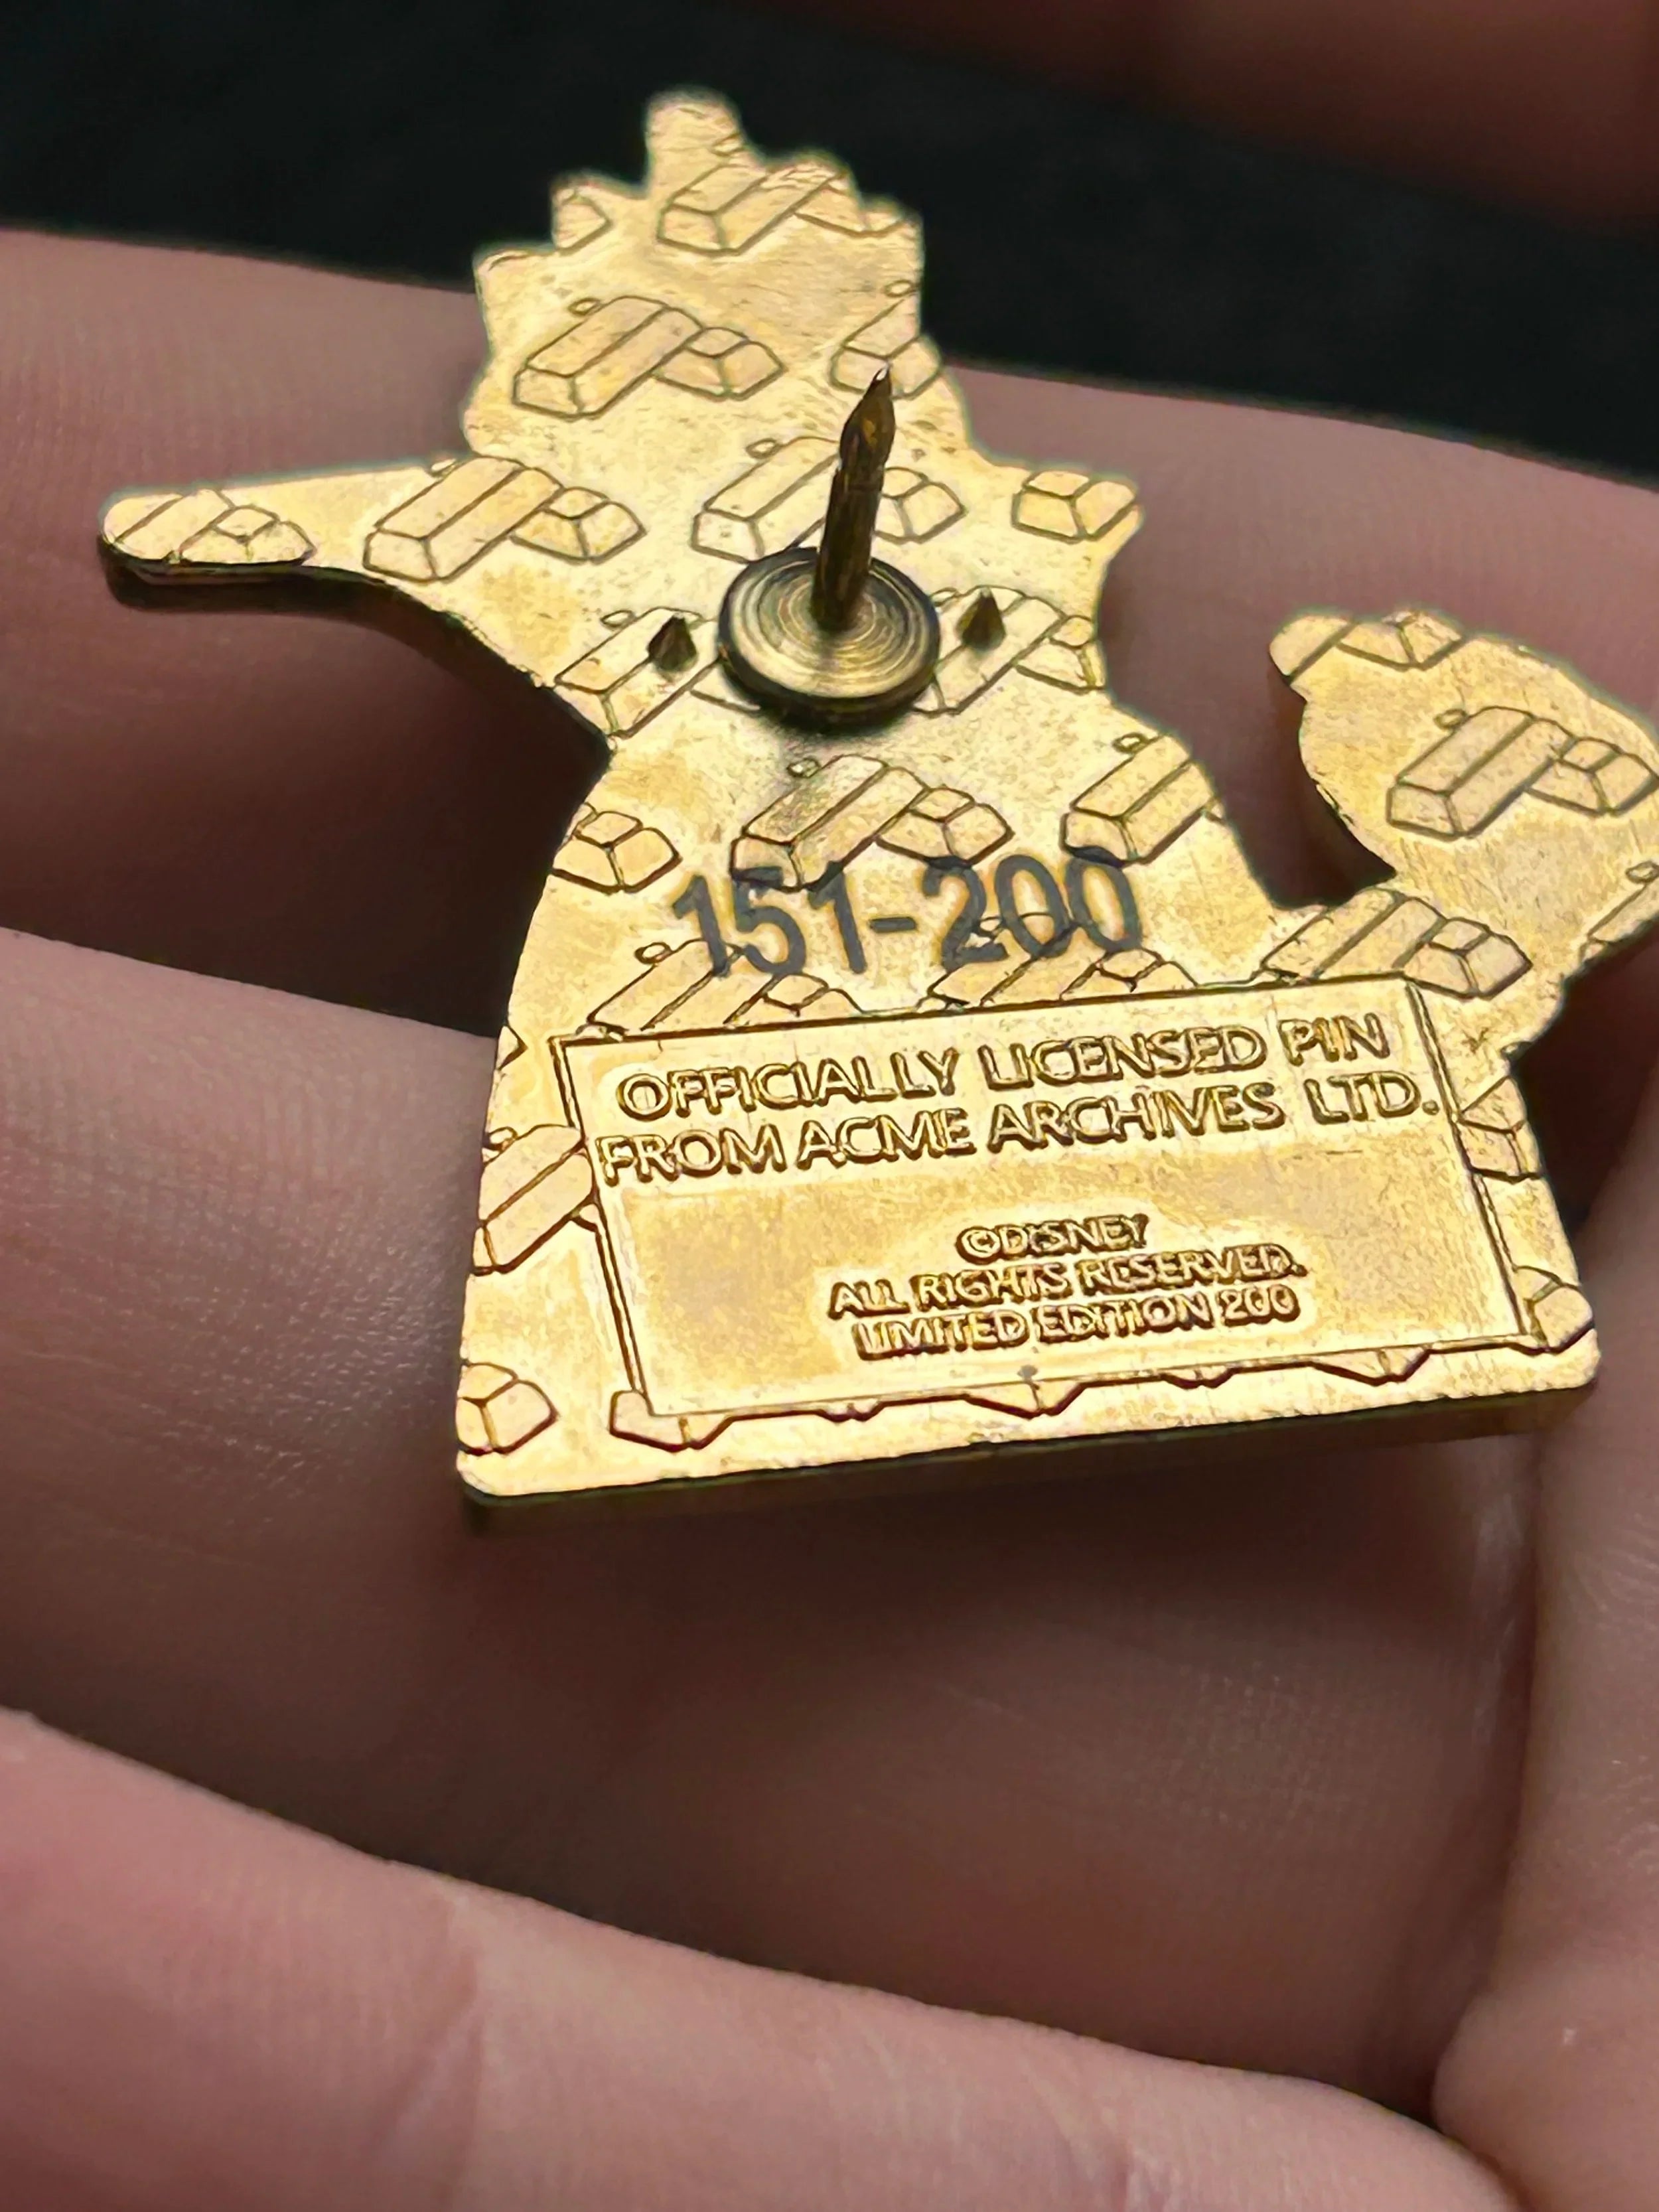 151-200
OFFICIALLY LICENSED PIN
FROM ACME ARCHIVES LTD.
©DISNEY
ALL RIGHTS RESERVED.
LIMITED EDITION 200